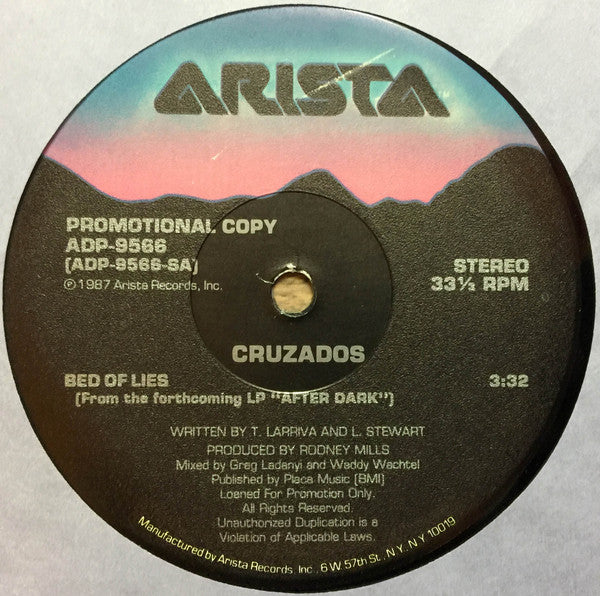 ARISTA
PROMOTIONAL COPY
ADP-9566
(ADP-9566-SA)
℗1987 Arista Records, Inc.
STEREO
33⅓ RPM
CRUZADOS
BED OF LIES 3:32
(From the forthcoming LP "AFTER DARK")
WRITTEN BY T. LARRIVA AND L. STEWART
PRODUCED BY RODNEY MILLS
Mixed by Greg Ladanyi and Waddy Wachtel
Published by Placa Music (BMI)
Loaned For Promotion Only.
All Rights Reserved.
Unauthorized Duplication is a
Violation of Applicable Laws.
Manufactured by Arista Records, Inc., 6 W 57th St., N.Y., N.Y 10019